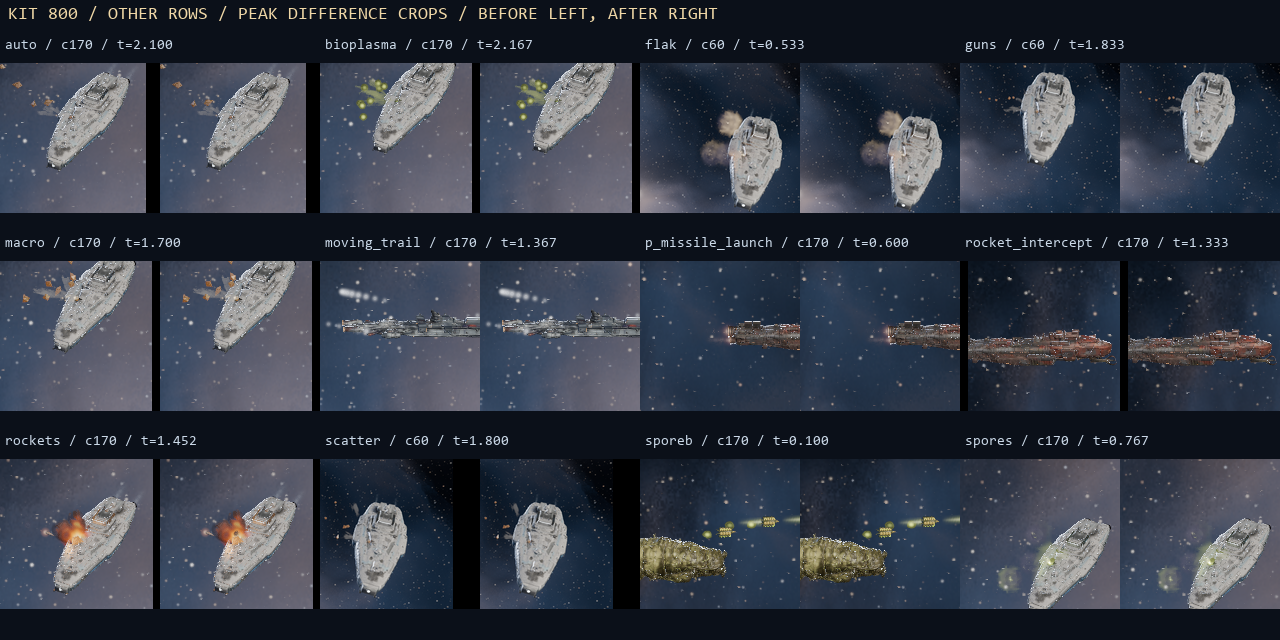 KIT 800 / OTHER ROWS / PEAK DIFFERENCE CROPS / BEFORE LEFT, AFTER RIGHT
auto / c170 / t=2.100
bioplasma / c170 / t=2.167
flak / c60 / t=0.533
guns / c60 / t=1.833
macro / c170 / t=1.700
moving_trail / c170 / t=1.367
p_missile_launch / c170 / t=0.600
rocket_intercept / c170 / t=1.333
rockets / c170 / t=1.452
scatter / c60 / t=1.800
sporeb / c170 / t=0.100
spores / c170 / t=0.767